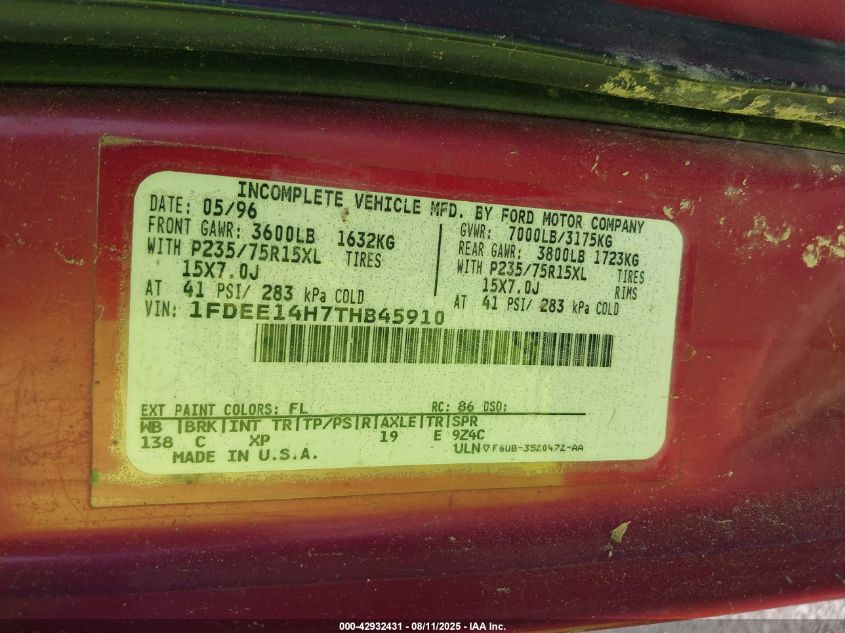 INCOMPLETE VEHICLE MFD. BY FORD MOTOR COMPANY
DATE: 05/96 GVWR: 7000LB/3175KG
FRONT GAWR: 3600LB 1632KG REAR GAWR: 3800LB 1723KG
WITH P235/75R15XL TIRES WITH P235/75R15XL TIRES
15X7.0J 15X7.0J RIMS
AT 41 PSI/ 283 kPa COLD AT 41 PSI/ 283 kPa COLD
VIN: 1FDEE14H7THB45910
EXT PAINT COLORS: FL RC: 86 DSO:
WB BRK INT TR TP/PS R AXLE TR SPR
138 C XP 19 E 9Z4C
MADE IN U.S.A. ULN F6UB-3520472-AA
000-42932431 - 08/11/2025 - IAA Inc.